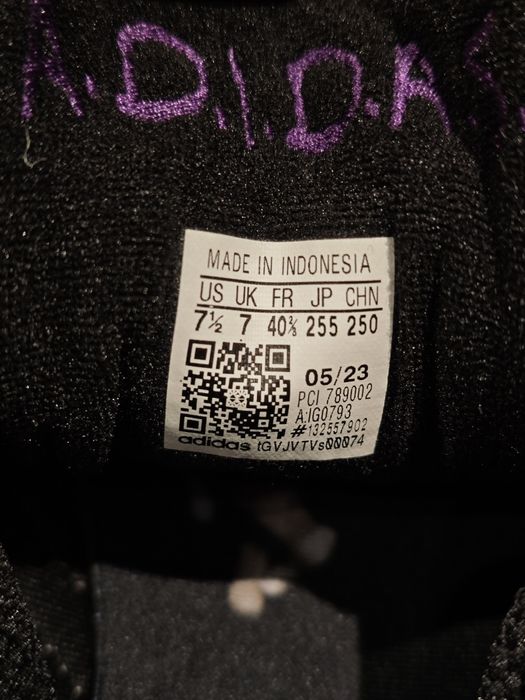 A.D.I.D.A.S.
MADE IN INDONESIA
US UK FR JP CHN
7½ 7 40⅔ 255 250
05/23
PCI 789002
A:IG0793
#132557902
adidas tGVJVTVs00074